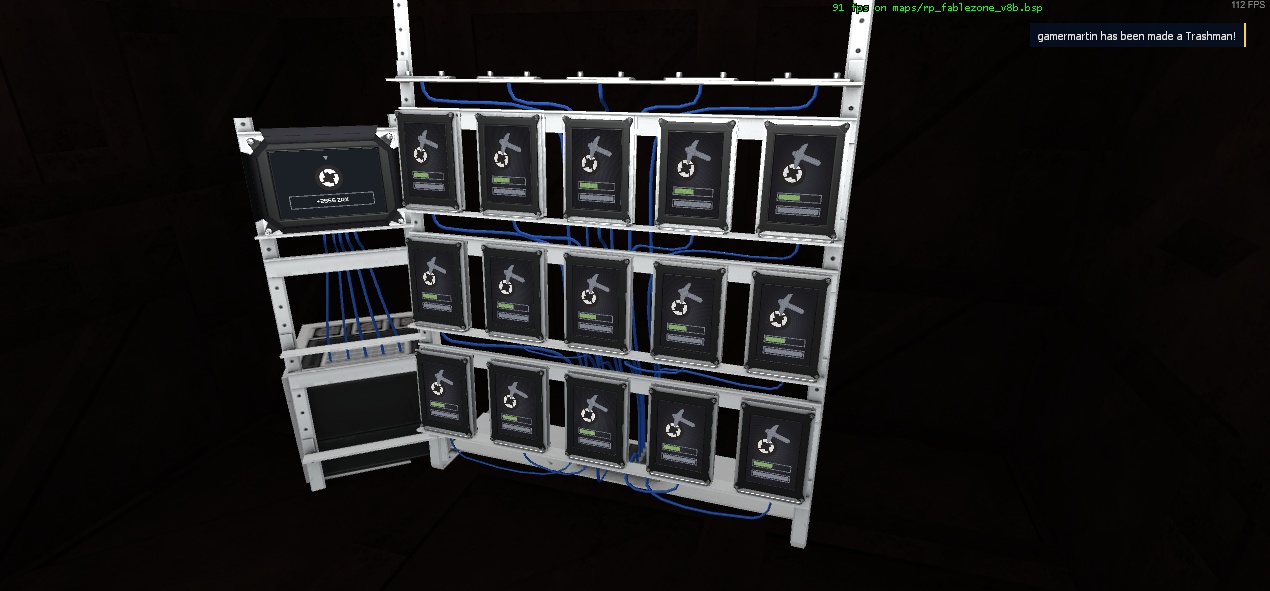 91 fps on maps/rp_fablezone_v8b.bsp
112 FPS
gamermartin has been made a Trashman!